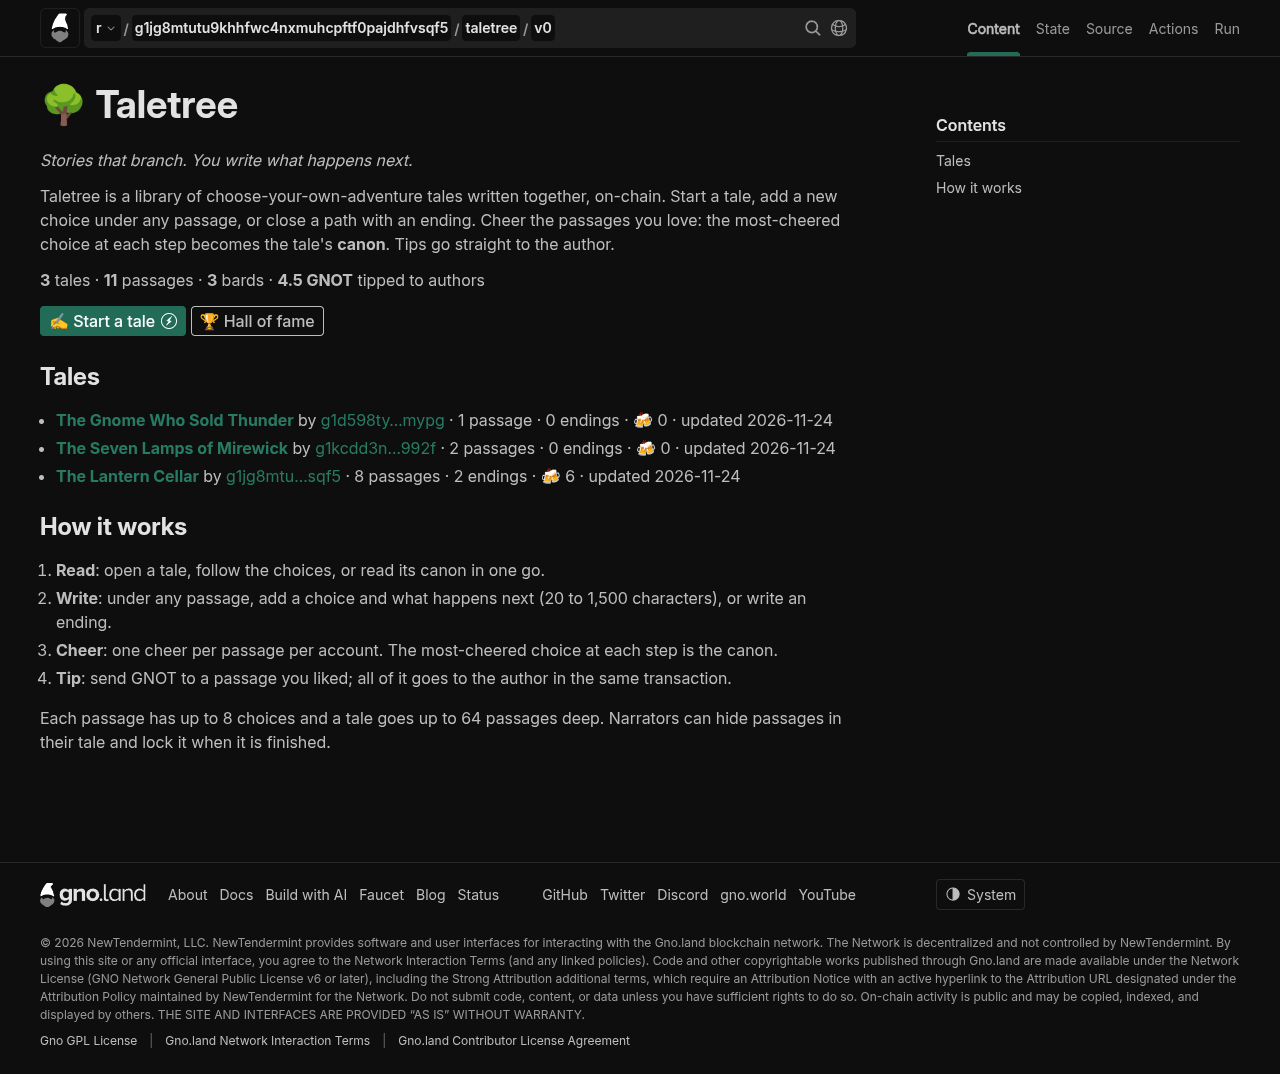 r / g1jg8mtutu9khhfwc4nxmuhcpftf0pajdhfvsqf5 / taletree / v0
Content State Source Actions Run
Taletree
Contents
Tales
How it works
Stories that branch. You write what happens next.
Taletree is a library of choose-your-own-adventure tales written together, on-chain. Start a tale, add a new
choice under any passage, or close a path with an ending. Cheer the passages you love: the most-cheered
choice at each step becomes the tale's canon. Tips go straight to the author.
3 tales · 11 passages · 3 bards · 4.5 GNOT tipped to authors
✍️ Start a tale 🏆 Hall of fame
Tales
• The Gnome Who Sold Thunder by g1d598ty...mypg · 1 passage · 0 endings · 🍻 0 · updated 2026-11-24
• The Seven Lamps of Mirewick by g1kcdd3n...992f · 2 passages · 0 endings · 🍻 0 · updated 2026-11-24
• The Lantern Cellar by g1jg8mtu...sqf5 · 8 passages · 2 endings · 🍻 6 · updated 2026-11-24
How it works
1. Read: open a tale, follow the choices, or read its canon in one go.
2. Write: under any passage, add a choice and what happens next (20 to 1,500 characters), or write an
ending.
3. Cheer: one cheer per passage per account. The most-cheered choice at each step is the canon.
4. Tip: send GNOT to a passage you liked; all of it goes to the author in the same transaction.
Each passage has up to 8 choices and a tale goes up to 64 passages deep. Narrators can hide passages in
their tale and lock it when it is finished.
gno.land About Docs Build with AI Faucet Blog Status GitHub Twitter Discord gno.world YouTube System
© 2026 NewTendermint, LLC. NewTendermint provides software and user interfaces for interacting with the Gno.land blockchain network. The Network is decentralized and not controlled by NewTendermint. By
using this site or any official interface, you agree to the Network Interaction Terms (and any linked policies). Code and other copyrightable works published through Gno.land are made available under the Network
License (GNO Network General Public License v6 or later), including the Strong Attribution additional terms, which require an Attribution Notice with an active hyperlink to the Attribution URL designated under the
Attribution Policy maintained by NewTendermint for the Network. Do not submit code, content, or data unless you have sufficient rights to do so. On-chain activity is public and may be copied, indexed, and
displayed by others. THE SITE AND INTERFACES ARE PROVIDED “AS IS” WITHOUT WARRANTY.
Gno GPL License | Gno.land Network Interaction Terms | Gno.land Contributor License Agreement